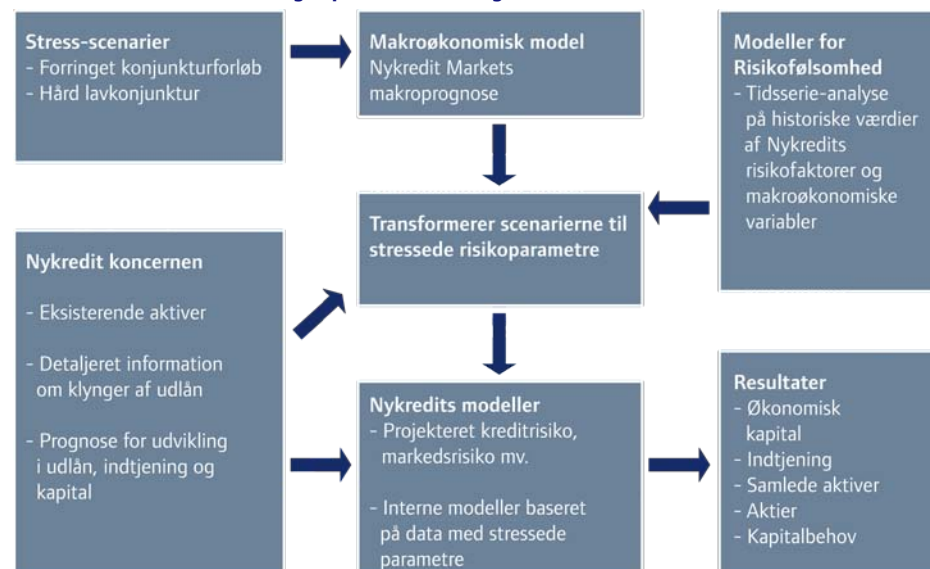 Stress-scenarier
- Forringet konjunkturforløb
- Hård lavkonjunktur
Makroøkonomisk model
Nykredit Markets
makroprognose
Modeller for
Risikofølsomhed
- Tidsserie-analyse
på historiske værdier
af Nykredits
risikofaktorer og
makroøkonomiske
variabler
Transformerer scenarierne til
stressede risikoparametre
Nykredit koncernen
- Eksisterende aktiver
- Detaljeret information
om klynger af udlån
- Prognose for udvikling
i udlån, indtjening og
kapital
Nykredits modeller
- Projekteret kreditrisiko,
markedsrisiko mv.
- Interne modeller baseret
på data med stressede
parametre
Resultater
- Økonomisk
kapital
- Indtjening
- Samlede aktiver
- Aktier
- Kapitalbehov